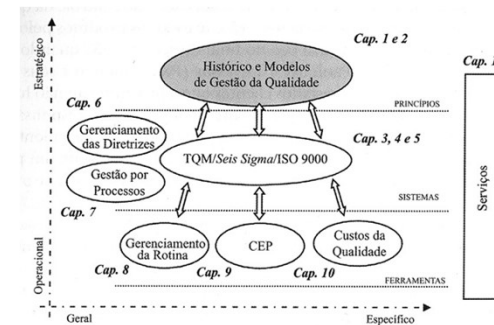 Cap. 1 e 2
Histórico e Modelos
de Gestão da Qualidade
Estratégico
Cap. 6
PRINCÍPIOS
Gerenciamento
das Diretrizes
Cap. 3, 4 e 5
TQM/Seis Sigma/ISO 9000
Gestão por
Processos
SISTEMAS
Cap. 7
Gerenciamento
da Rotina
CEP
Custos da
Qualidade
Cap. 8
Cap. 9
Cap. 10
FERRAMENTAS
Operacional
Geral
Específico
Cap. 1
Serviços